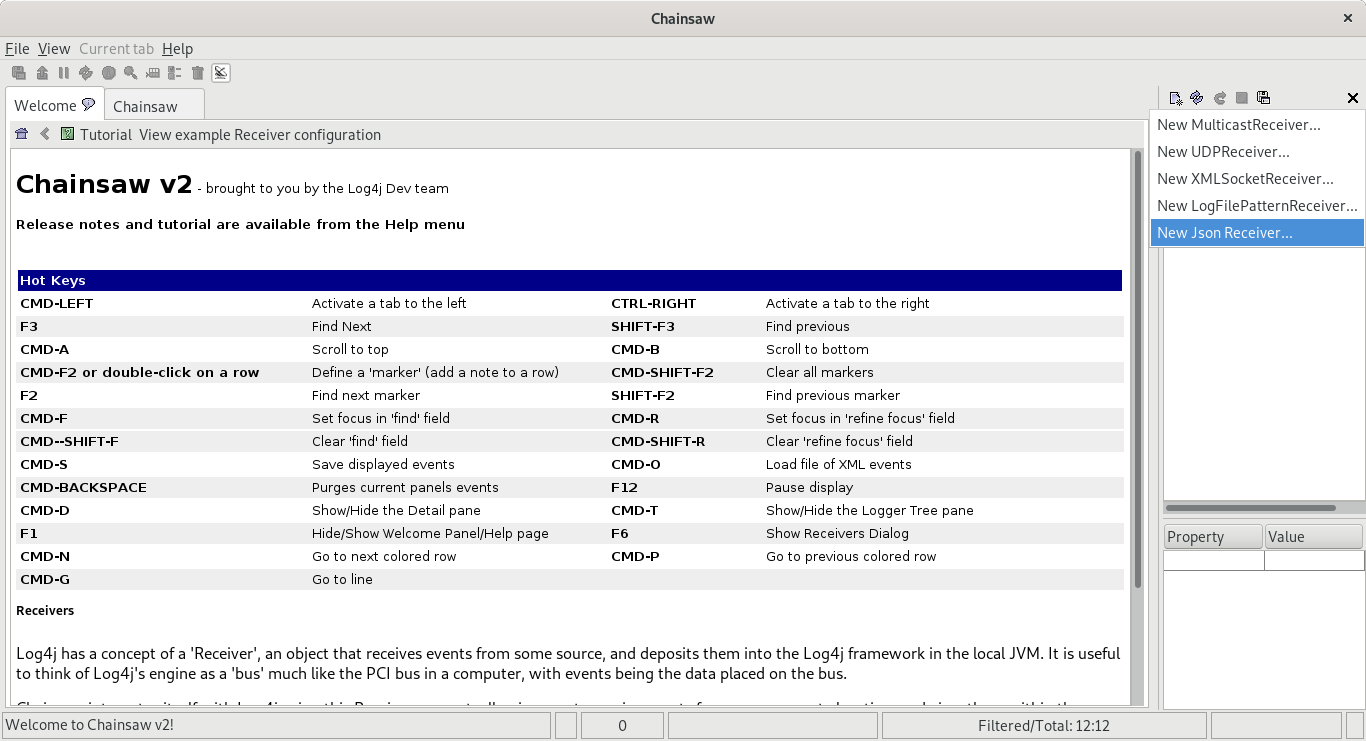 Chainsaw
File View Current tab Help
Welcome Chainsaw
Tutorial View example Receiver configuration
New MulticastReceiver...
New UDPReceiver...
New XMLSocketReceiver...
New LogFilePatternReceiver...
New Json Receiver...
Chainsaw v2 - brought to you by the Log4j Dev team
Release notes and tutorial are available from the Help menu
Hot Keys
CMD-LEFT Activate a tab to the left CTRL-RIGHT Activate a tab to the right
F3 Find Next SHIFT-F3 Find previous
CMD-A Scroll to top CMD-B Scroll to bottom
CMD-F2 or double-click on a row Define a 'marker' (add a note to a row) CMD-SHIFT-F2 Clear all markers
F2 Find next marker SHIFT-F2 Find previous marker
CMD-F Set focus in 'find' field CMD-R Set focus in 'refine focus' field
CMD--SHIFT-F Clear 'find' field CMD-SHIFT-R Clear 'refine focus' field
CMD-S Save displayed events CMD-O Load file of XML events
CMD-BACKSPACE Purges current panels events F12 Pause display
CMD-D Show/Hide the Detail pane CMD-T Show/Hide the Logger Tree pane
F1 Hide/Show Welcome Panel/Help page F6 Show Receivers Dialog
CMD-N Go to next colored row CMD-P Go to previous colored row
CMD-G Go to line
Receivers
Log4j has a concept of a 'Receiver', an object that receives events from some source, and deposits them into the Log4j framework in the local JVM. It is useful
to think of Log4j's engine as a 'bus' much like the PCI bus in a computer, with events being the data placed on the bus.
Property Value
Welcome to Chainsaw v2! 0 Filtered/Total: 12:12